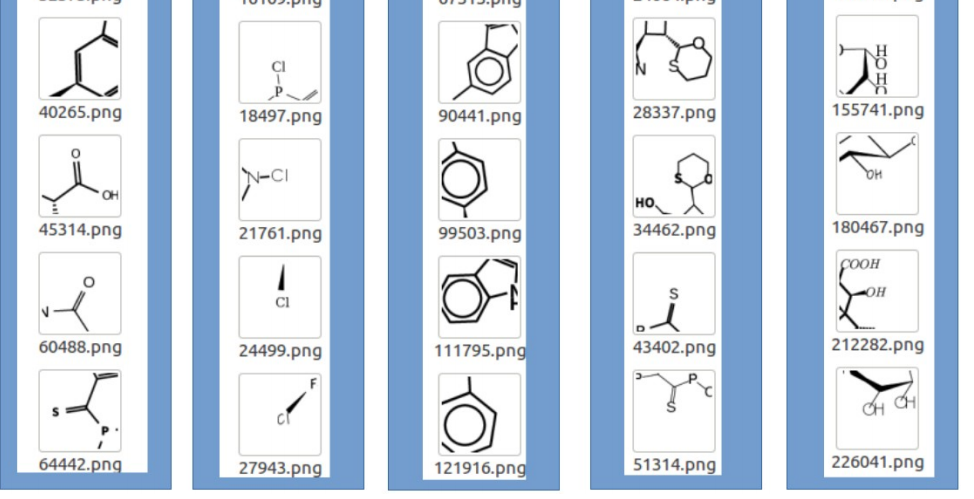 40265.png
O
OH
45314.png
O
N
60488.png
S
P
64442.png
Cl
P
18497.png
N
Cl
21761.png
Cl
24499.png
F
Cl
27943.png
90441.png
99503.png
N
111795.png
121916.png
O
S
N
28337.png
S
O
HO
34462.png
S
43402.png
P
S
51314.png
H
O
H
155741.png
OH
180467.png
COOH
OH
212282.png
OH
OH
226041.png